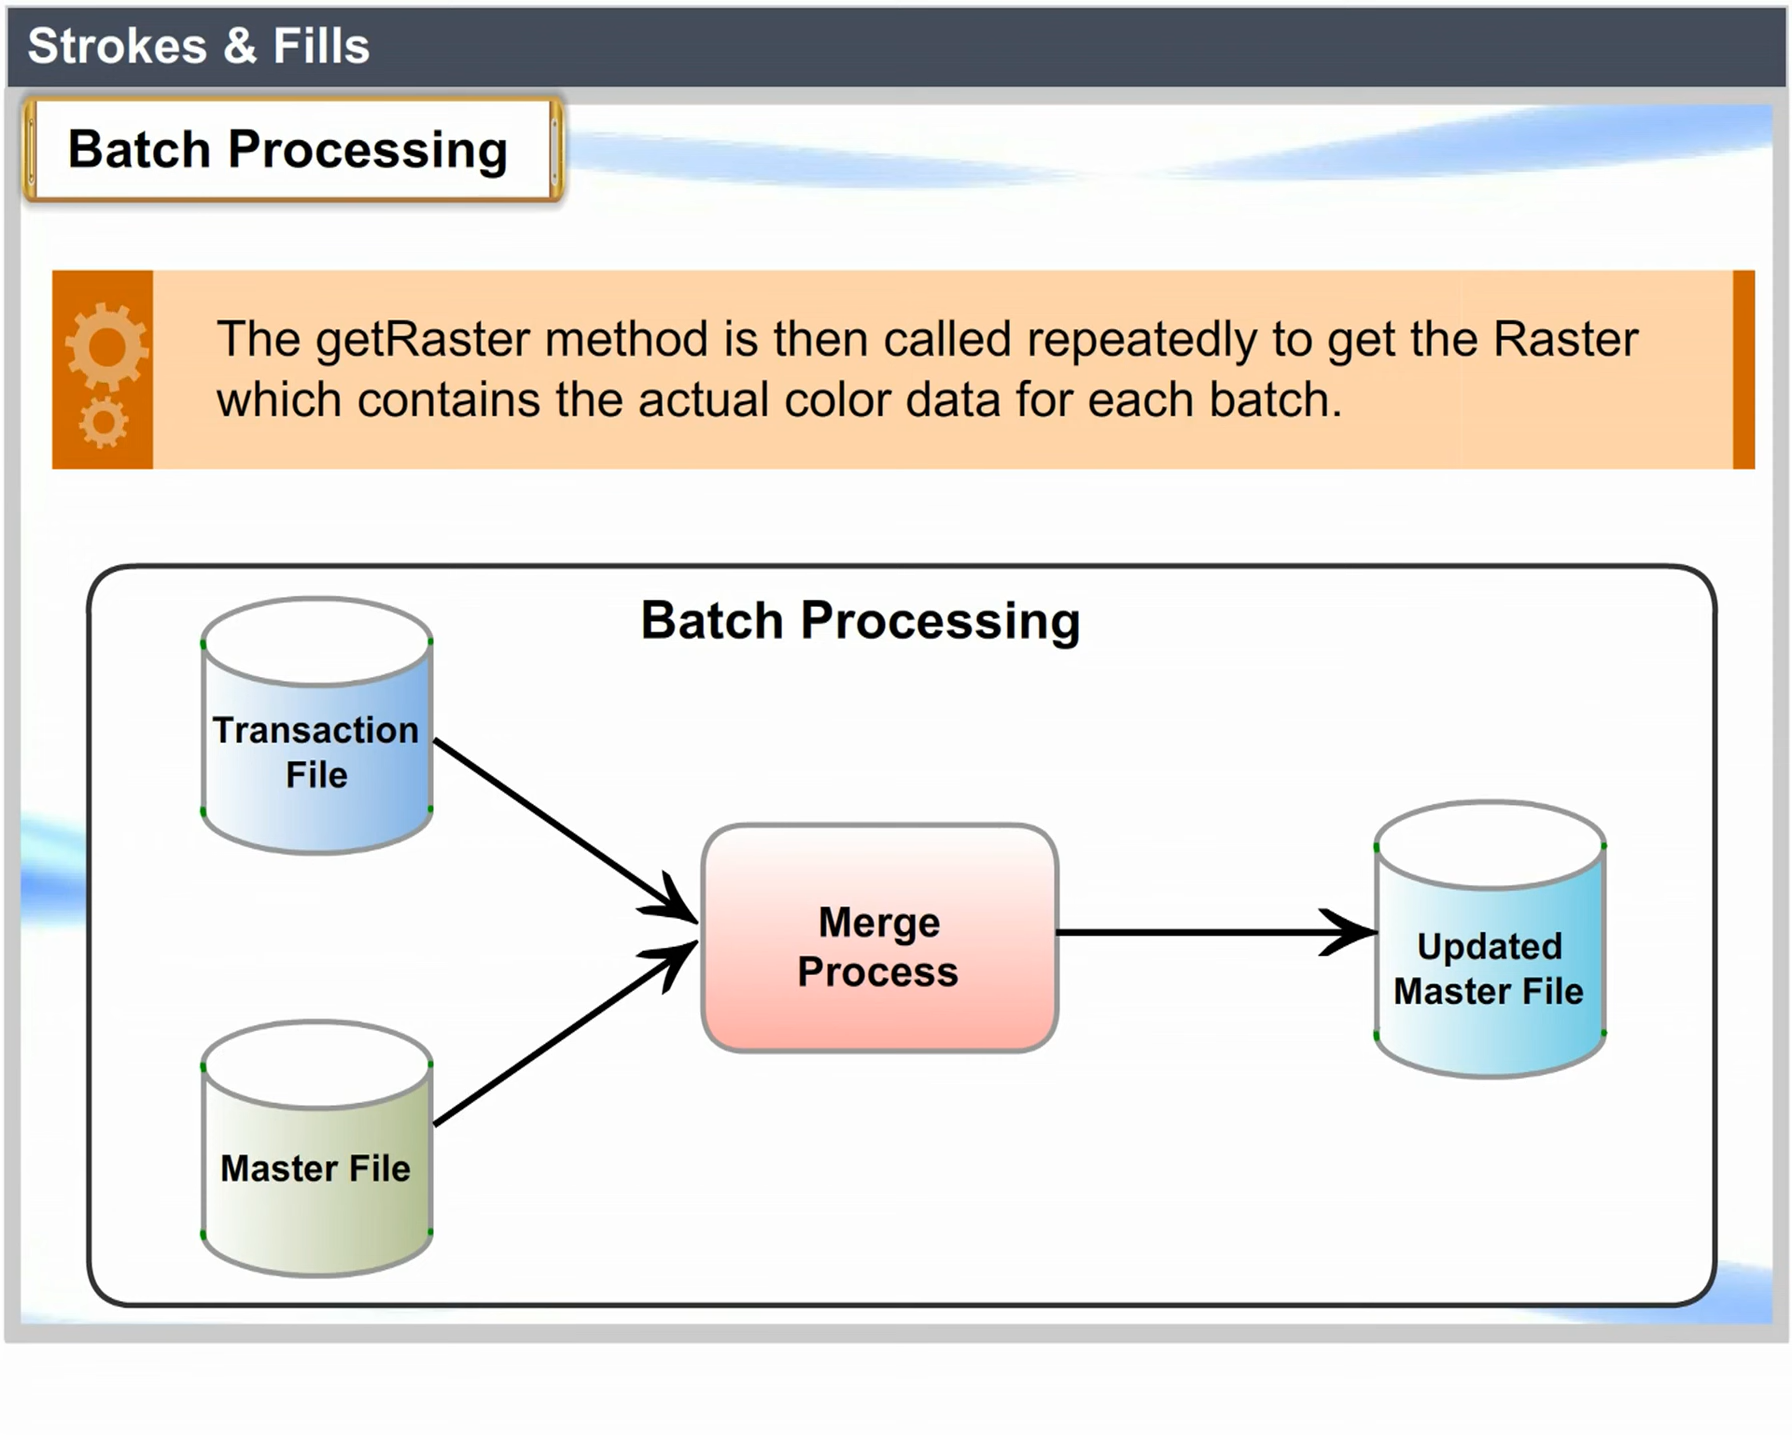 Strokes & Fills
Batch Processing
The getRaster method is then called repeatedly to get the Raster
which contains the actual color data for each batch.
Batch Processing
Transaction
File
Merge
Process
Updated
Master File
Master File